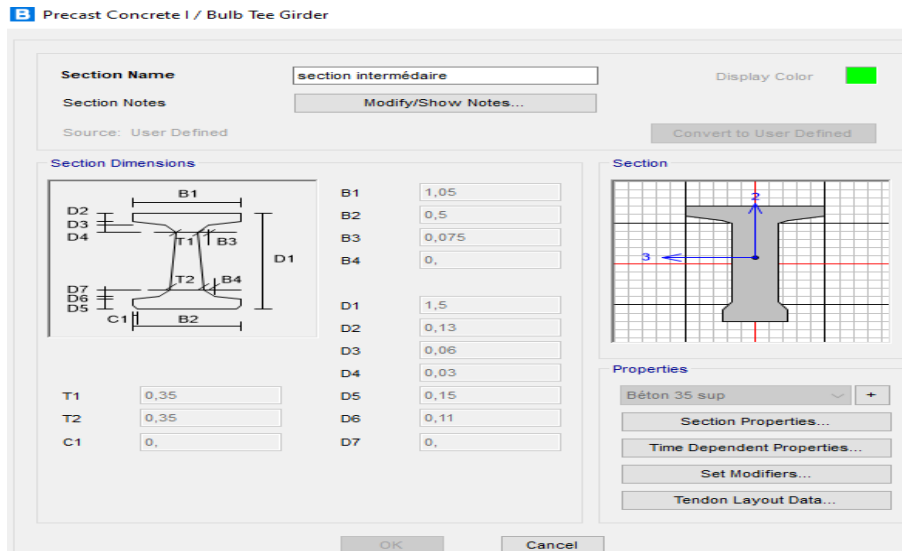 B Precast Concrete I / Bulb Tee Girder
Section Name section intermédaire Display Color
Section Notes Modify/Show Notes...
Source: User Defined Convert to User Defined
Section Dimensions
B1
D2
D3
D4
T1 B3
D1
T2 B4
D7
D6
D5
C1 B2
B1 1,05
B2 0,5
B3 0,075
B4 0,
D1 1,5
D2 0,13
D3 0,06
D4 0,03
T1 0,35 D5 0,15
T2 0,35 D6 0,11
C1 0, D7 0,
Section
2
3
Properties
Béton 35 sup +
Section Properties...
Time Dependent Properties...
Set Modifiers...
Tendon Layout Data...
OK Cancel